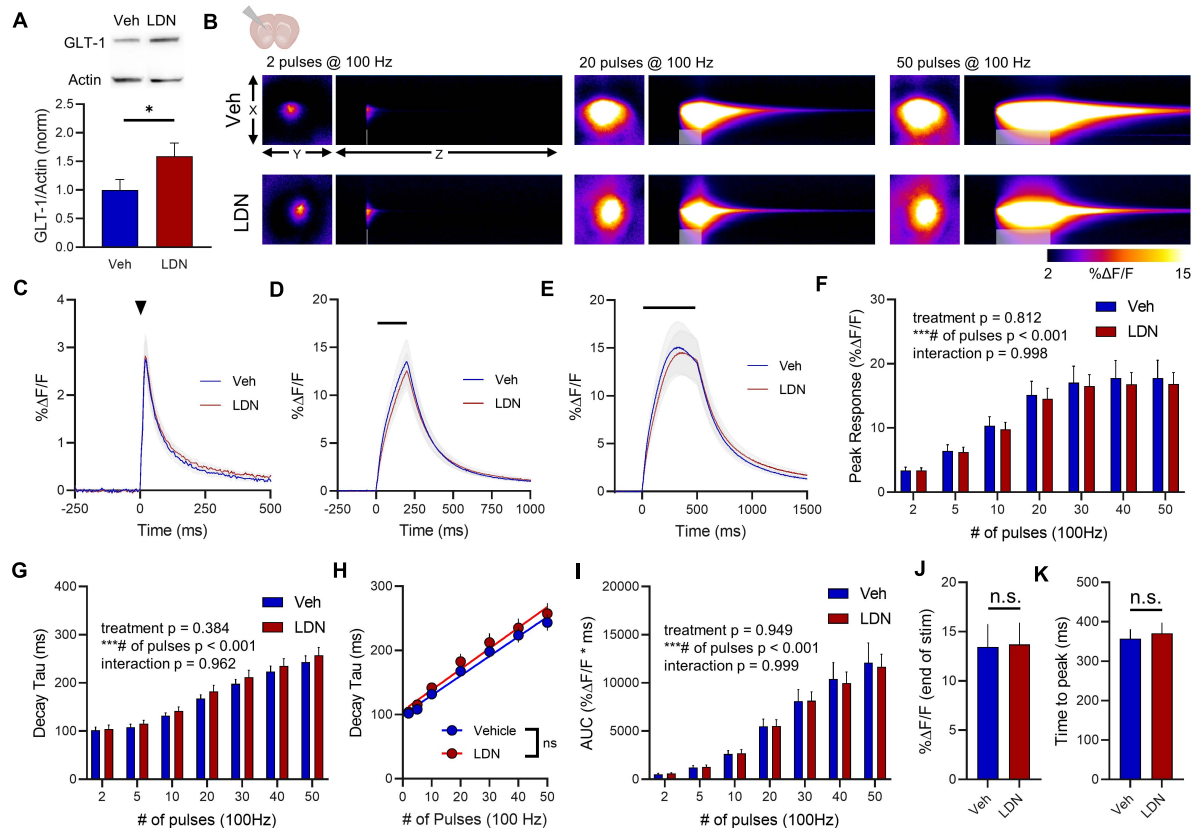 A
Veh LDN
GLT-1
Actin
2.5
2.0
1.5
1.0
0.5
0.0
GLT-1/Actin (norm)
*
Veh
LDN
B
2 pulses @ 100 Hz
20 pulses @ 100 Hz
50 pulses @ 100 Hz
Veh
X
Y
Z
LDN
2
%ΔF/F
15
C
4
3
2
1
0
%ΔF/F
Veh
LDN
-250
0
250
500
Time (ms)
D
20
15
10
5
0
%ΔF/F
Veh
LDN
-250
0
250
500
750
1000
Time (ms)
E
20
15
10
5
0
%ΔF/F
Veh
LDN
0
500
1000
1500
Time (ms)
F
30
20
10
0
Peak Response (%ΔF/F)
treatment p = 0.812
***# of pulses p < 0.001
interaction p = 0.998
Veh
LDN
2
5
10
20
30
40
50
# of pulses (100Hz)
G
400
300
200
100
0
Decay Tau (ms)
treatment p = 0.384
***# of pulses p < 0.001
interaction p = 0.962
Veh
LDN
2
5
10
20
30
40
50
# of pulses (100Hz)
H
300
200
100
0
Decay Tau (ms)
Vehicle
LDN
ns
0
10
20
30
40
50
# of Pulses (100 Hz)
I
20000
15000
10000
5000
0
AUC (%ΔF/F * ms)
treatment p = 0.949
***# of pulses p < 0.001
interaction p = 0.999
Veh
LDN
2
5
10
20
30
40
50
# of pulses (100Hz)
J
20
15
10
5
0
%ΔF/F (end of stim)
n.s.
Veh
LDN
K
500
400
300
200
100
0
Time to peak (ms)
n.s.
Veh
LDN